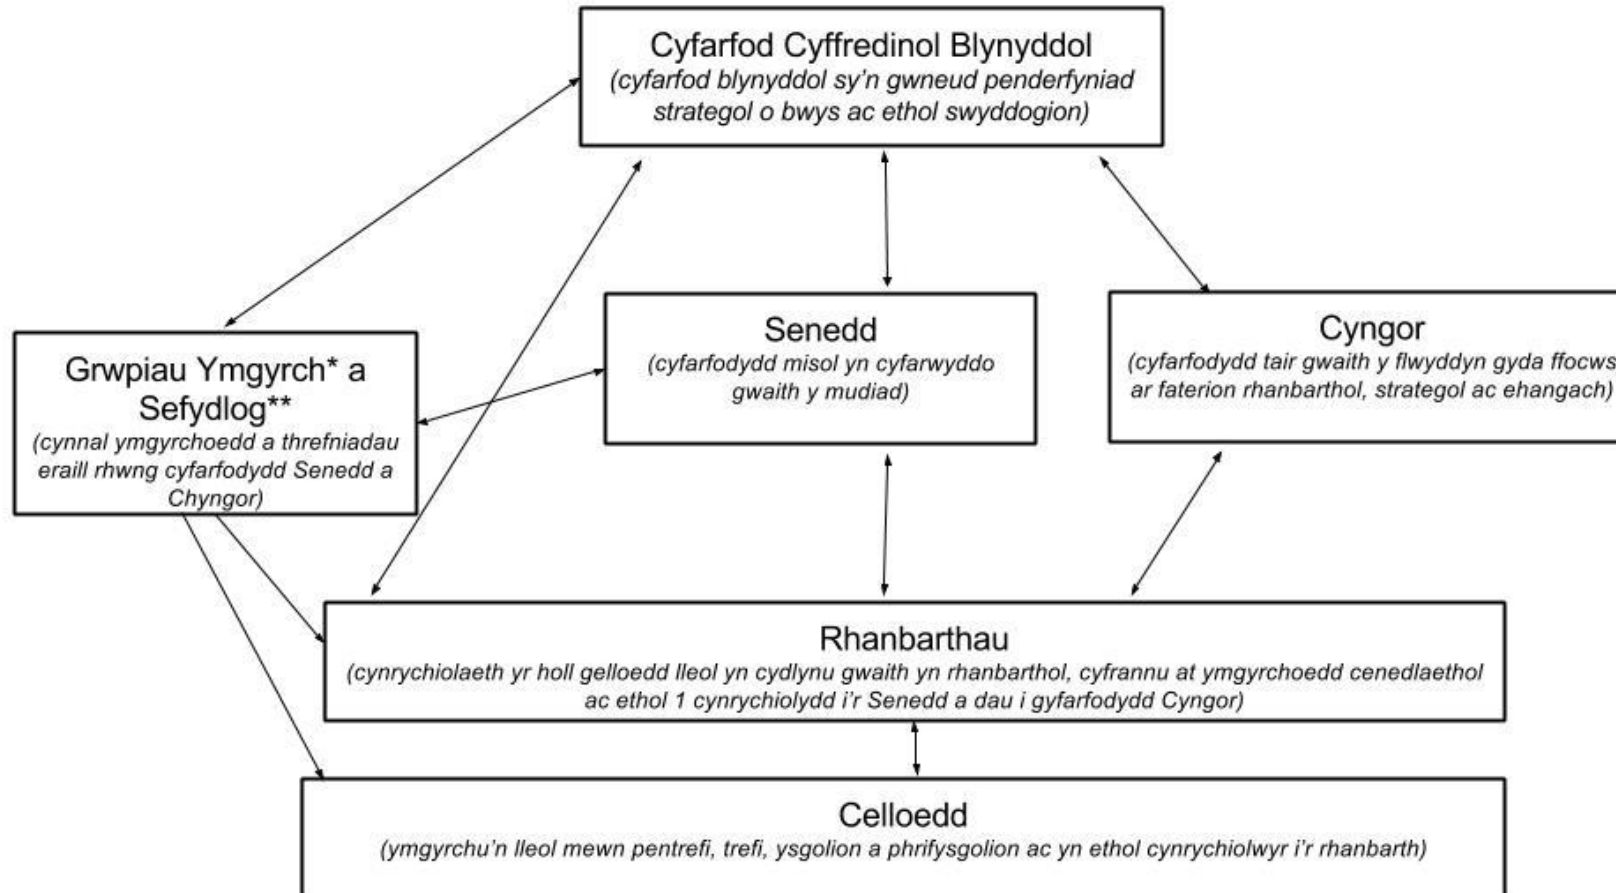 Cyfarfod Cyffredinol Blynyddol
(cyfarfod blynyddol sy'n gwneud penderfyniad
strategol o bwys ac ethol swyddogion)
Grwpiau Ymgyrch* a
Sefydlog**
(cynnal ymgyrchoedd a threfniadau
eraill rhwng cyfarfodydd Senedd a
Chyngor)
Senedd
(cyfarfodydd misol yn cyfarwyddo
gwaith y mudiad)
Cyngor
(cyfarfodydd tair gwaith y flwyddyn gyda ffocws
ar faterion rhanbarthol, strategol ac ehangach)
Rhanbarthau
(cynrychiolaeth yr holl gelloedd lleol yn cydlynu gwaith yn rhanbarthol, cyfrannu at ymgyrchoedd cenedlaethol
ac ethol 1 cynrychiolydd i'r Senedd a dau i gyfarfodydd Cyngor)
Celloedd
(ymgyrchu'n lleol mewn pentrefi, trefi, ysgolion a phrifysgolion ac yn ethol cynrychiolwyr i'r rhanbarth)